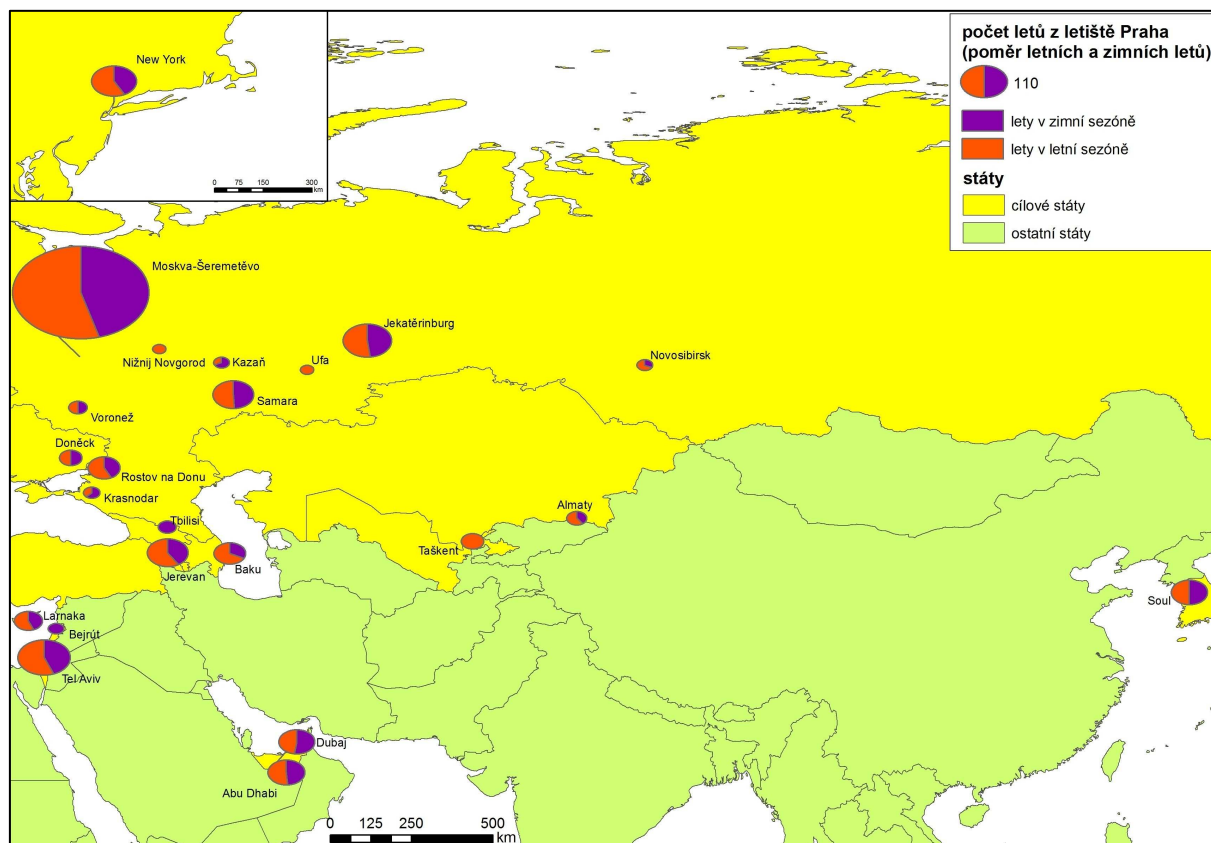 New York
0 75 150 300
km
počet letů z letiště Praha
(poměr letních a zimních letů)
110
lety v zimní sezóně
lety v letní sezóně
státy
cílové státy
ostatní státy
Moskva-Šeremetěvo
Jekatěrinburg
Nižnij Novgorod
Kazaň
Ufa
Novosibirsk
Samara
Voronež
Doněck
Rostov na Donu
Krasnodar
Almaty
Tbilisi
Taškent
Jerevan
Baku
Soul
Larnaka
Bejrút
Tel Aviv
Dubaj
Abu Dhabi
0 125 250 500
km